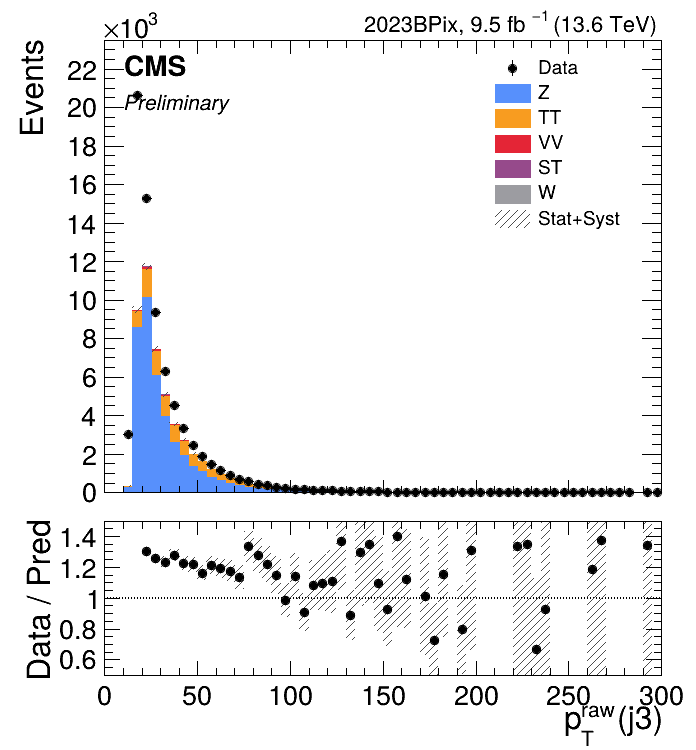 ×10³
2023BPix, 9.5 fb⁻¹ (13.6 TeV)
Events
CMS
Preliminary
Data
Z
TT
VV
ST
W
Stat+Syst
22
20
18
16
14
12
10
8
6
4
2
0
Data / Pred
1.4
1.2
1
0.8
0.6
0 50 100 150 200 250 300
p_T^raw(j3)